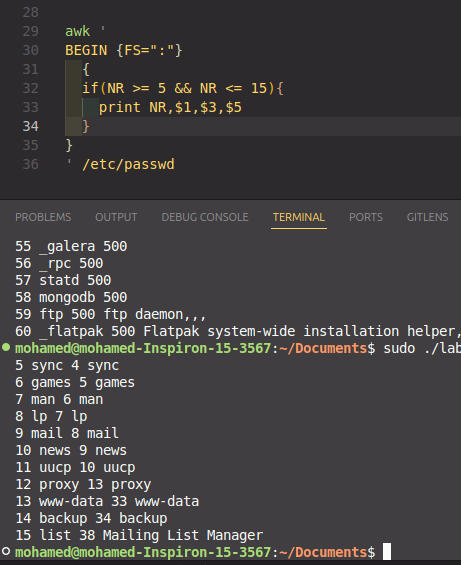 28
29 awk '
30 BEGIN {FS=":"}
31 {
32 if(NR >= 5 && NR <= 15){
33 print NR,$1,$3,$5
34 }
35 }
36 ' /etc/passwd
PROBLEMS OUTPUT DEBUG CONSOLE TERMINAL PORTS GITLENS
55 _galera 500
56 _rpc 500
57 statd 500
58 mongodb 500
59 ftp 500 ftp daemon,,,
60 _flatpak 500 Flatpak system-wide installation helper,
mohamed@mohamed-Inspiron-15-3567:~/Documents$ sudo ./lab
5 sync 4 sync
6 games 5 games
7 man 6 man
8 lp 7 lp
9 mail 8 mail
10 news 9 news
11 uucp 10 uucp
12 proxy 13 proxy
13 www-data 33 www-data
14 backup 34 backup
15 list 38 Mailing List Manager
mohamed@mohamed-Inspiron-15-3567:~/Documents$